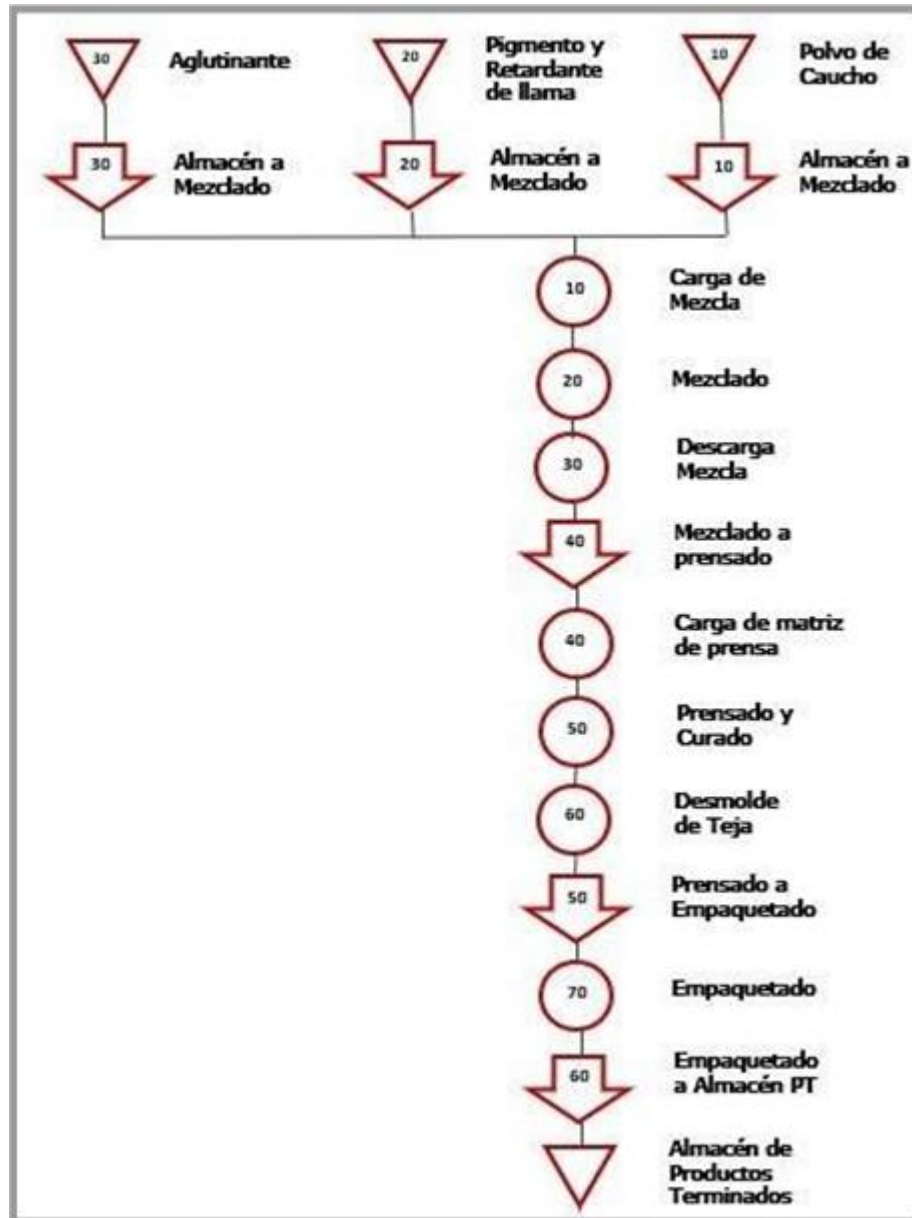 30
Aglutinante
20
Pigmento y
Retardante
de llama
10
Polvo de
Caucho
30
Almacén a
Mezclado
20
Almacén a
Mezclado
10
Almacén a
Mezclado
10
Carga de
Mezcla
20
Mezclado
30
Descarga
Mezcla
40
Mezclado a
prensado
40
Carga de matriz
de prensa
50
Prensado y
Curado
60
Desmolde
de Teja
50
Prensado a
Empaquetado
70
Empaquetado
60
Empaquetado
a Almacén PT
Almacén de
Productos
Terminados